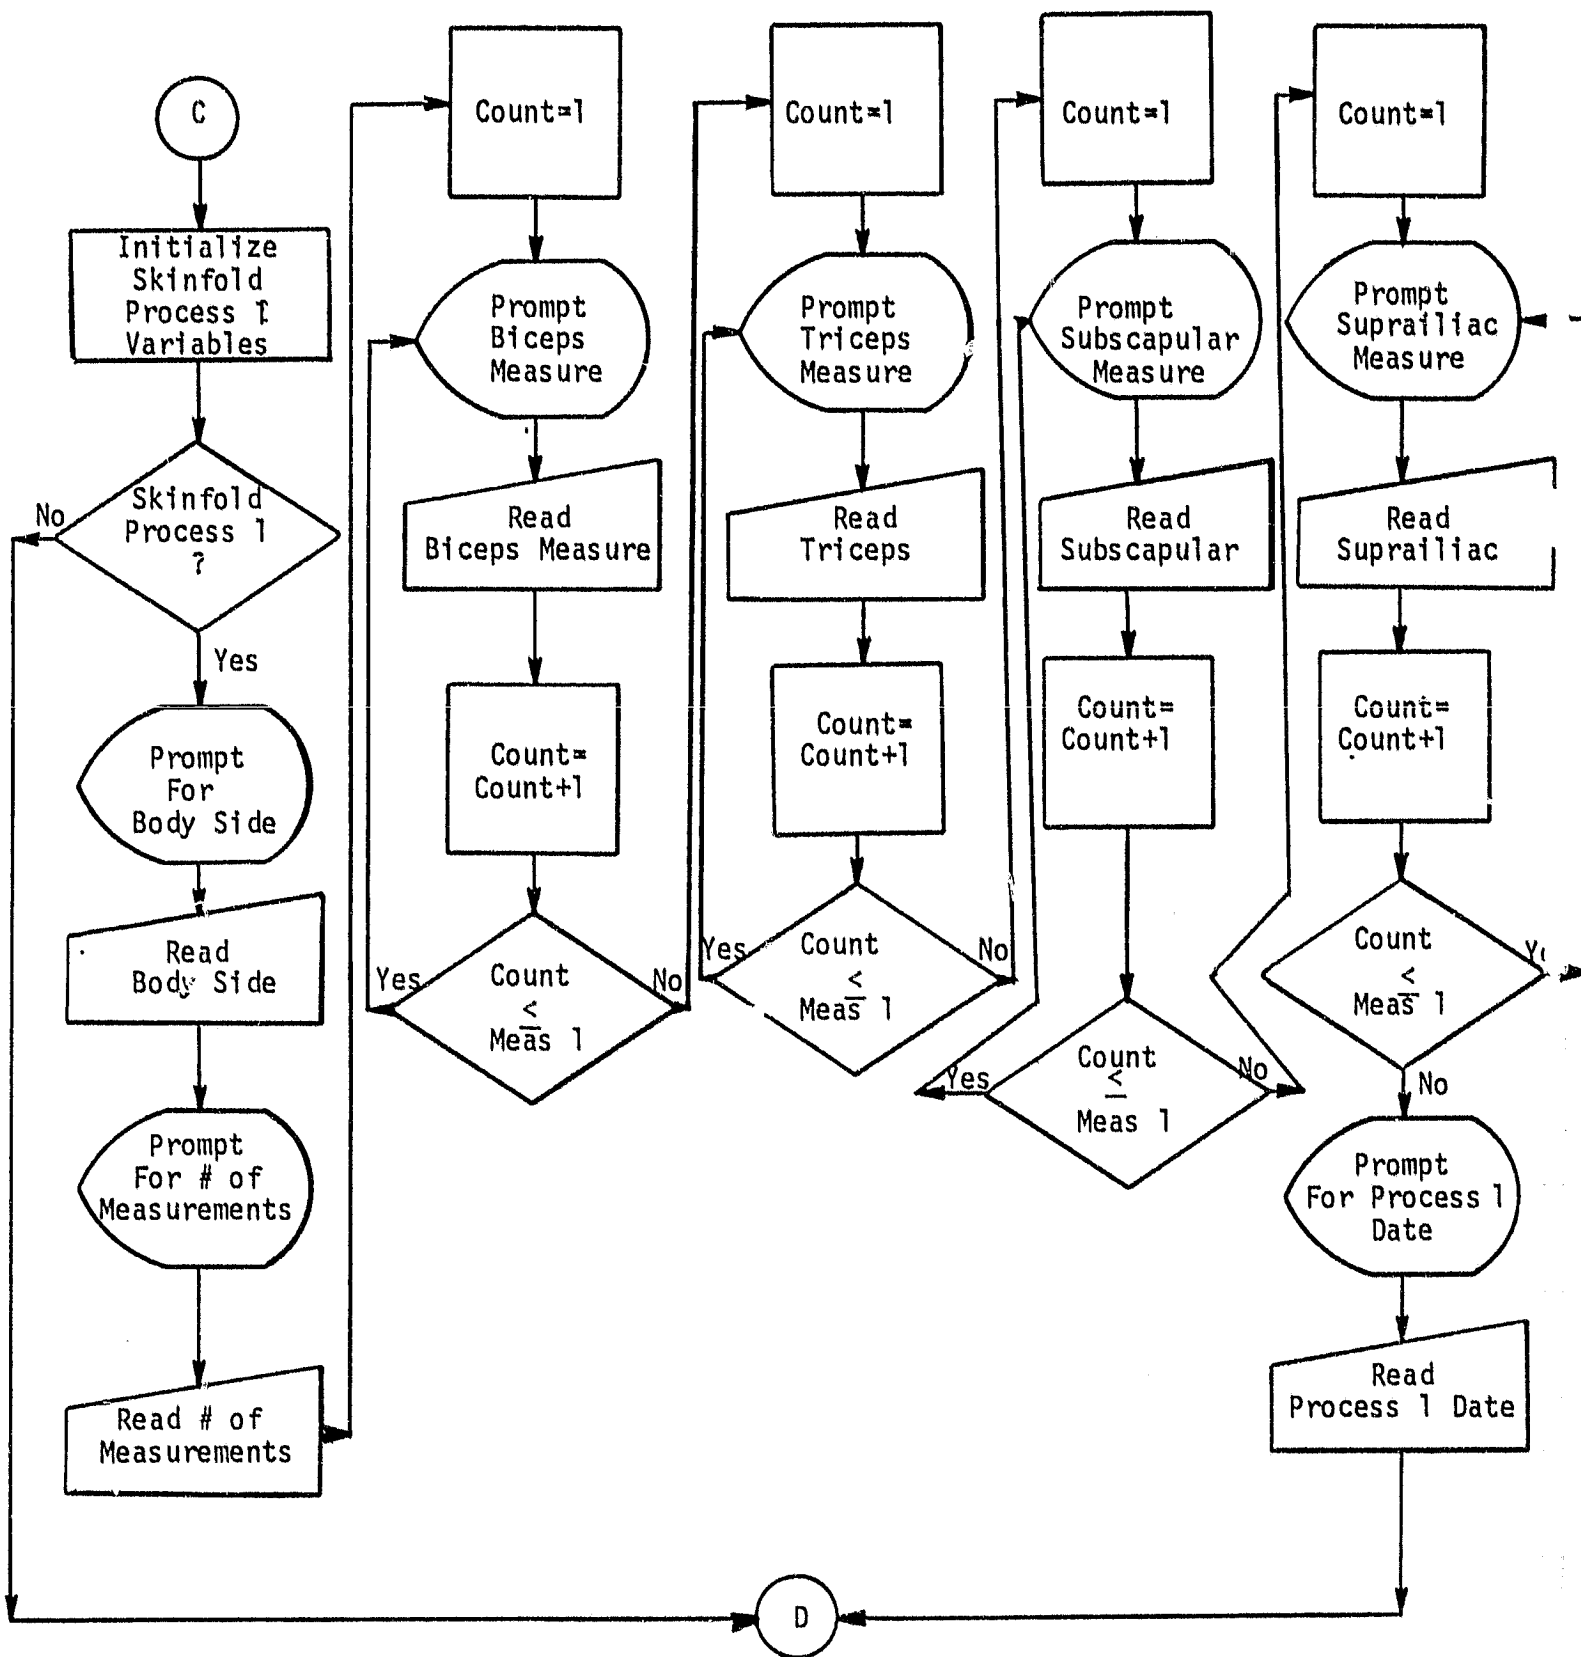 C
Initialize
Skinfold
Process 1
Variables
Skinfold
Process 1
?
No
Yes
Prompt
For
Body Side
Read
Body Side
Prompt
For # of
Measurements
Read # of
Measurements
Count=1
Prompt
Biceps
Measure
Read
Biceps Measure
Count=
Count+1
Count
≤
Meas 1
Yes
No
Count=1
Prompt
Triceps
Measure
Read
Triceps
Count=
Count+1
Count
≤
Meas 1
Yes
No
Count=1
Prompt
Subscapular
Measure
Read
Subscapular
Count=
Count+1
Count
≤
Meas 1
Yes
No
Count=1
Prompt
Suprailiac
Measure
Read
Suprailiac
Count=
Count+1
Count
≤
Meas 1
No
Prompt
For Process 1
Date
Read
Process 1 Date
D